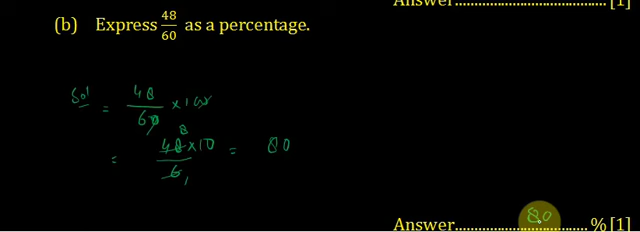 Answer........................................ [1]
(b) Express 48/60 as a percentage.
Sol = 48/60 × 100
= 48 8 × 10 / 6 1 = 80
80
Answer................................... % [1]